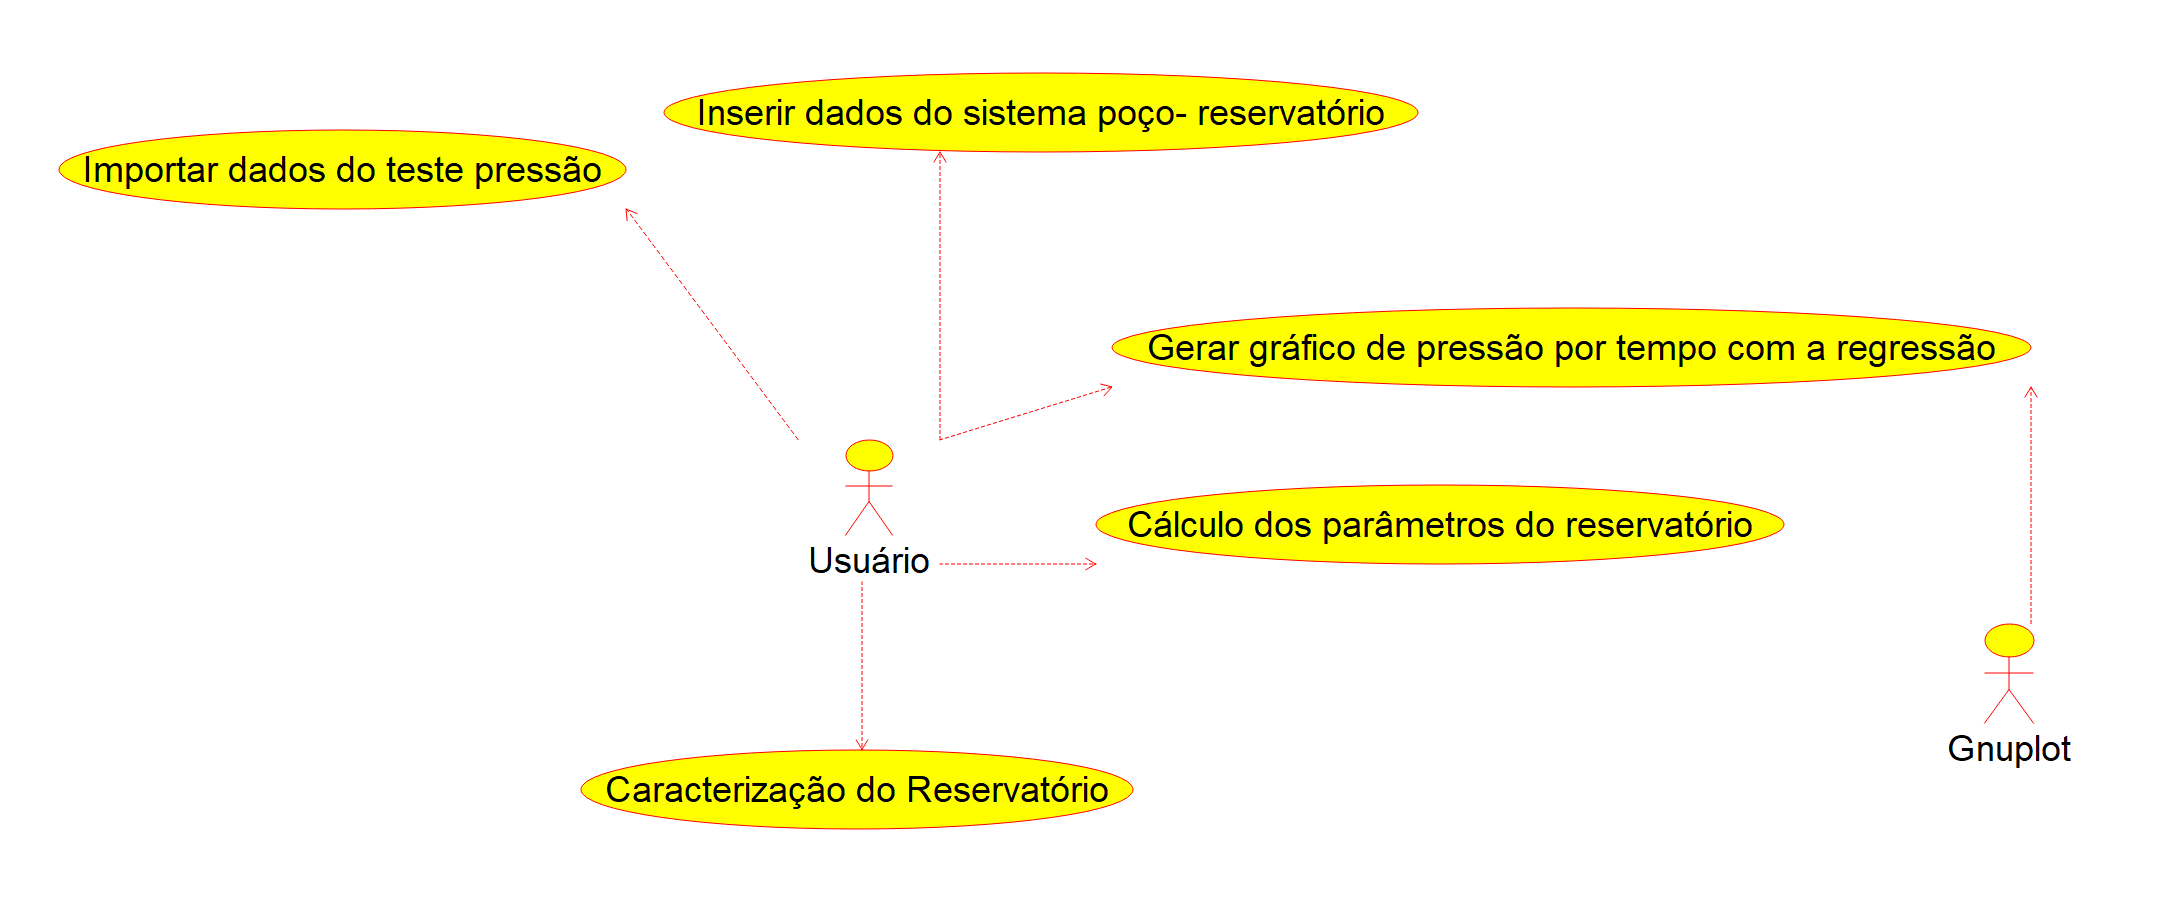 Inserir dados do sistema poço- reservatório
Importar dados do teste pressão
Gerar gráfico de pressão por tempo com a regressão
Cálculo dos parâmetros do reservatório
Usuário
Gnuplot
Caracterização do Reservatório